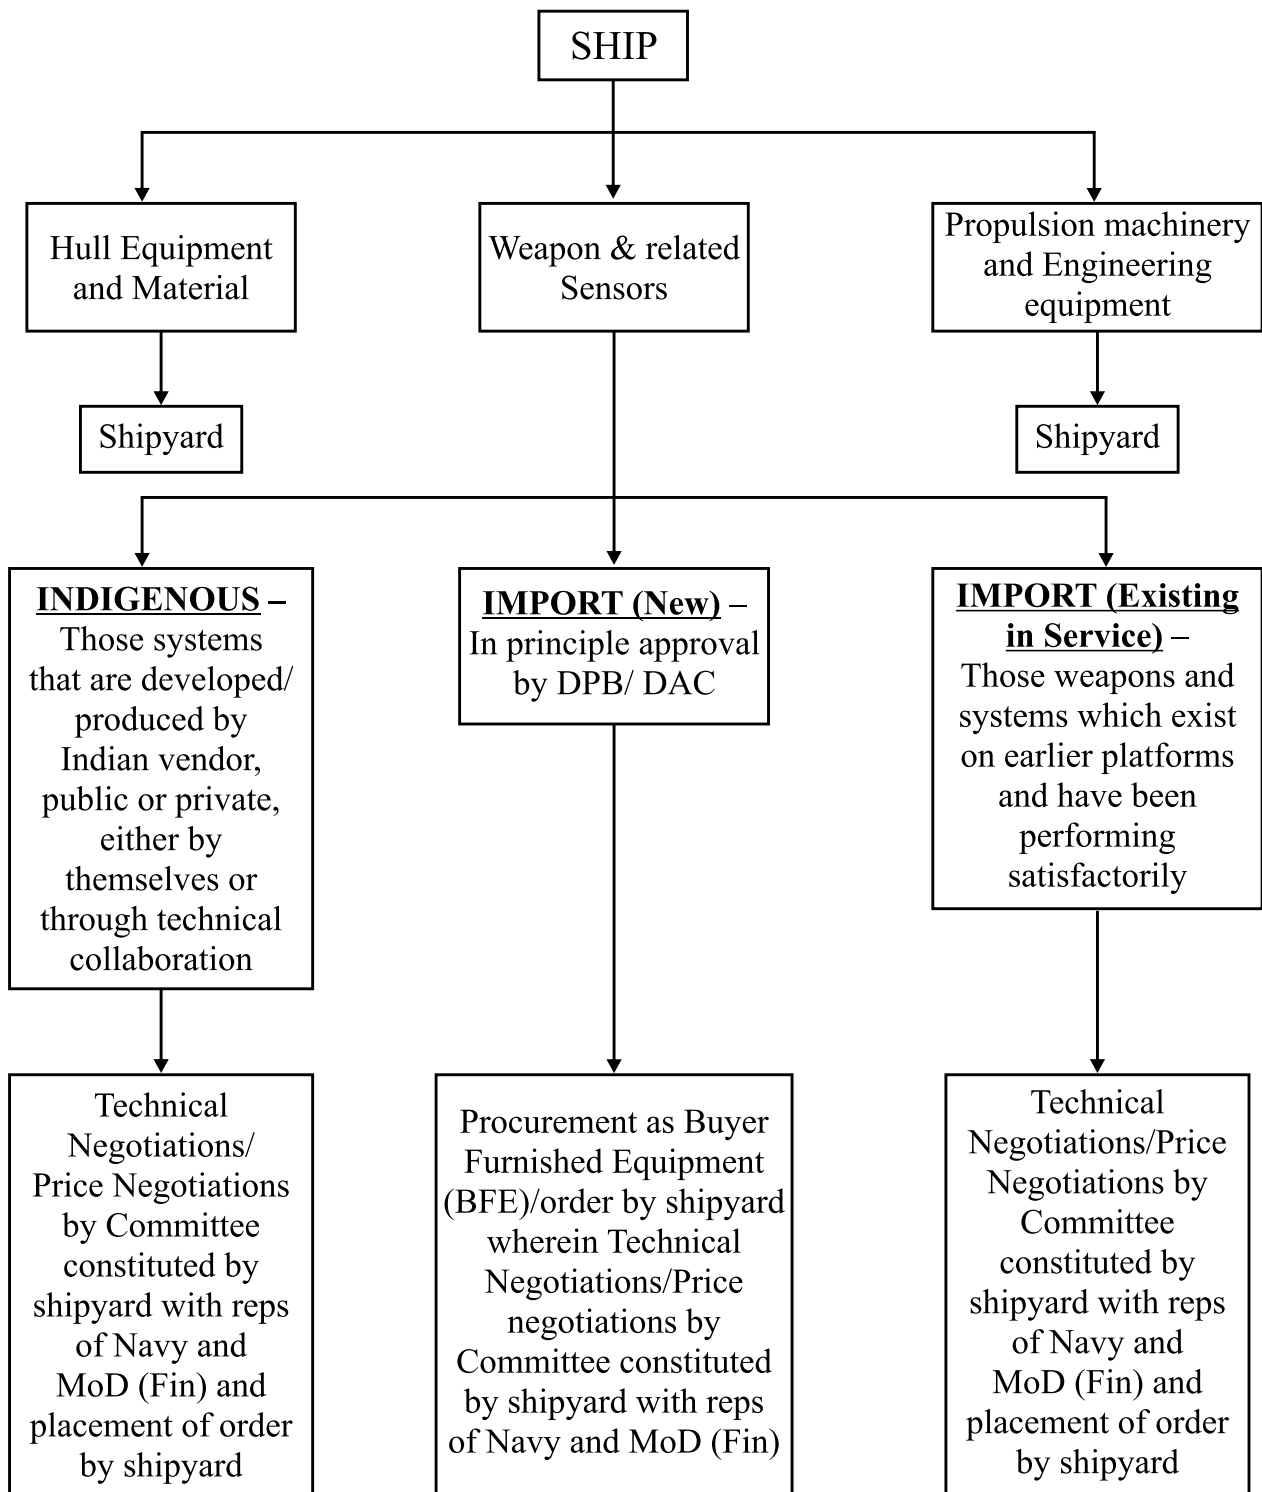 SHIP
Hull Equipment
and Material
Weapon & related
Sensors
Propulsion machinery
and Engineering
equipment
Shipyard
Shipyard
INDIGENOUS –
Those systems
that are developed/
produced by
Indian vendor,
public or private,
either by
themselves or
through technical
collaboration
IMPORT (New) –
In principle approval
by DPB/ DAC
IMPORT (Existing
in Service) –
Those weapons and
systems which exist
on earlier platforms
and have been
performing
satisfactorily
Technical
Negotiations/
Price Negotiations
by Committee
constituted by
shipyard with reps
of Navy and
MoD (Fin) and
placement of order
by shipyard
Procurement as Buyer
Furnished Equipment
(BFE)/order by shipyard
wherein Technical
Negotiations/Price
negotiations by
Committee constituted
by shipyard with reps
of Navy and MoD (Fin)
Technical
Negotiations/Price
Negotiations by
Committee
constituted by
shipyard with reps
of Navy and
MoD (Fin) and
placement of order
by shipyard